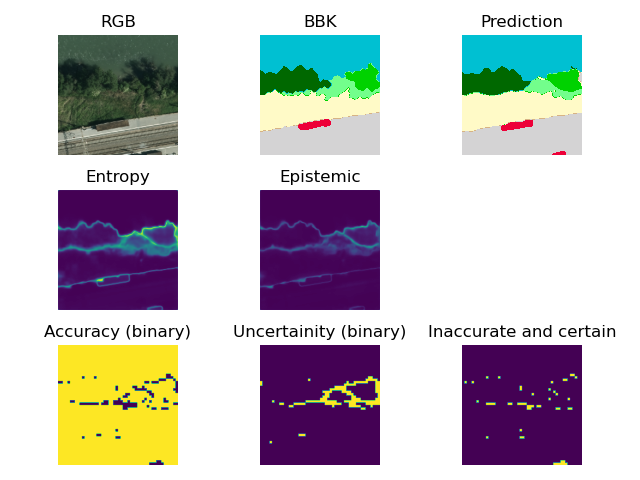 RGB
BBK
Prediction
Entropy
Epistemic
Accuracy (binary)
Uncertainity (binary)
Inaccurate and certain